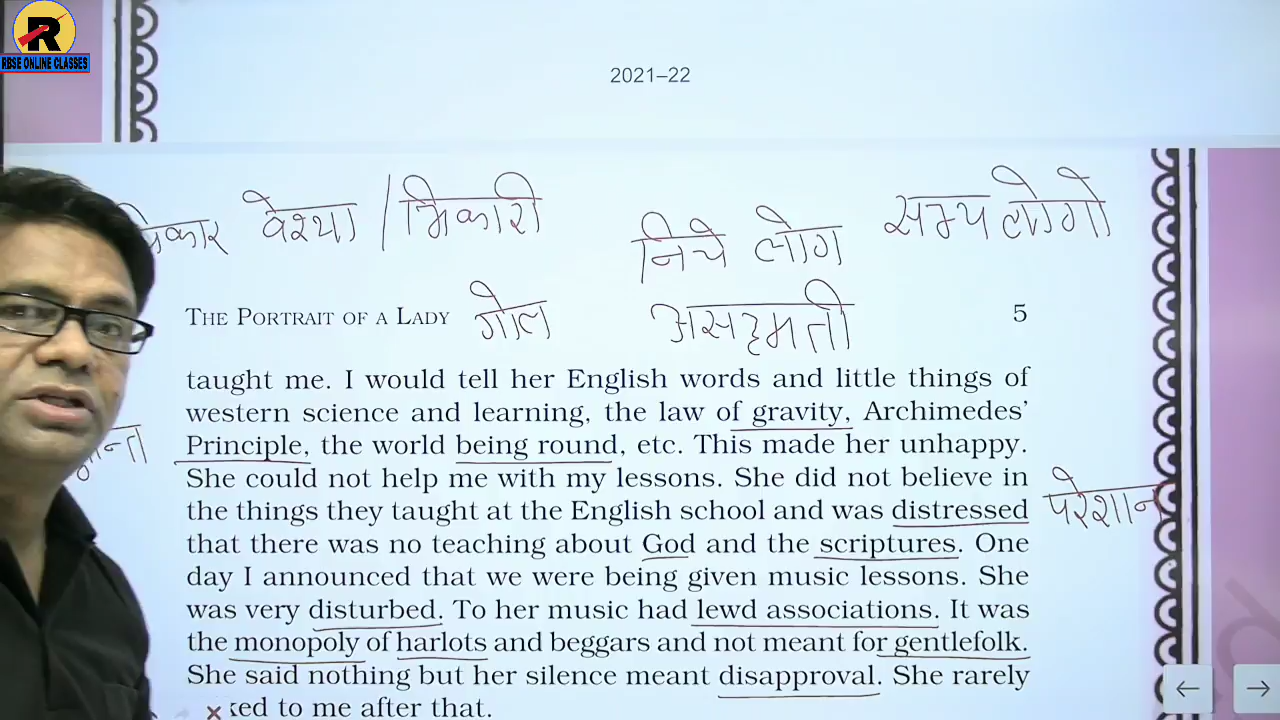 R
RBSE ONLINE CLASSES
2021–22
वेश्या / भिकारी
निचे लोग
सभ्य लोगो
THE PORTRAIT OF A LADY
गोल
असहमती
5
taught me. I would tell her English words and little things of
western science and learning, the law of gravity, Archimedes’
Principle, the world being round, etc. This made her unhappy.
She could not help me with my lessons. She did not believe in
the things they taught at the English school and was distressed
परेशान
that there was no teaching about God and the scriptures. One
day I announced that we were being given music lessons. She
was very disturbed. To her music had lewd associations. It was
the monopoly of harlots and beggars and not meant for gentlefolk.
She said nothing but her silence meant disapproval. She rarely
to me after that.